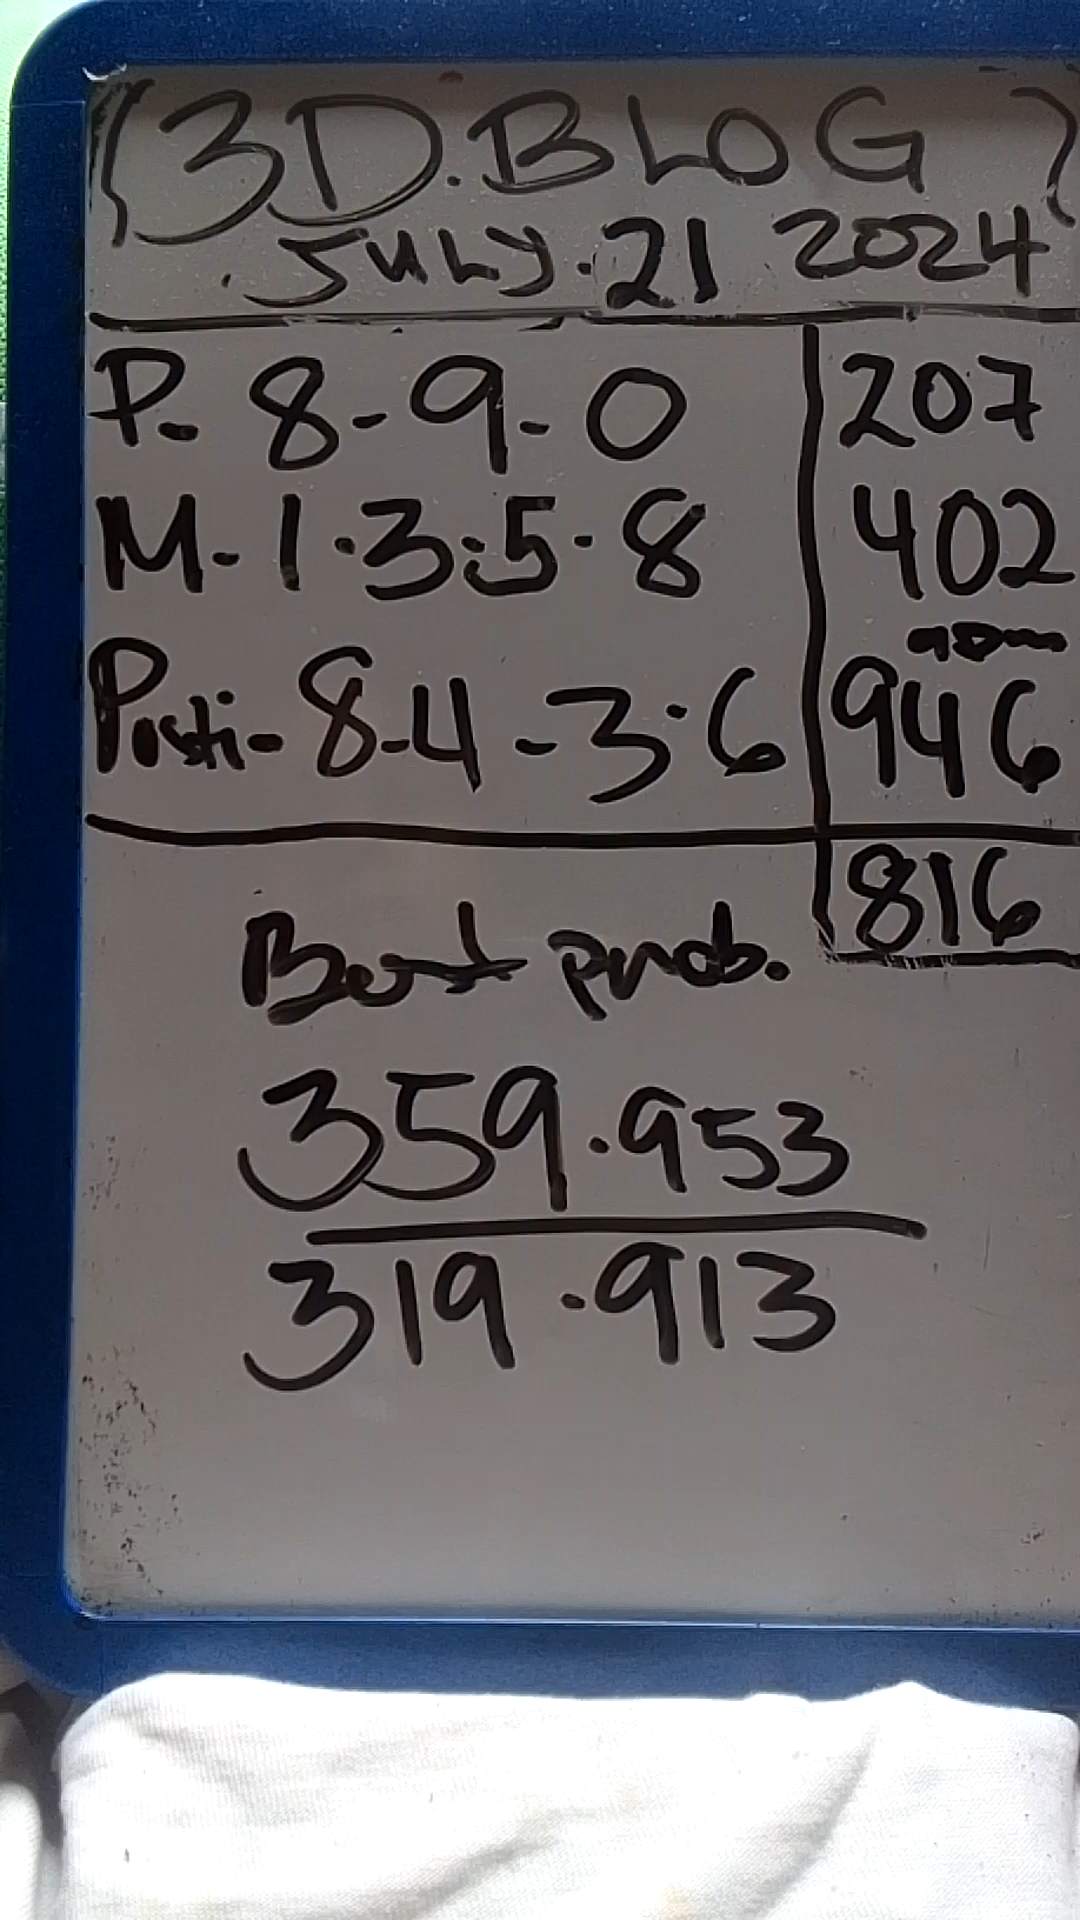 (3D.BLOG)
.JULY.21 2024
P- 8-9-0 207
M-1.3:5.8 402
Posti-8-4-3.6 946
816
Best prob.
359.953
319.913